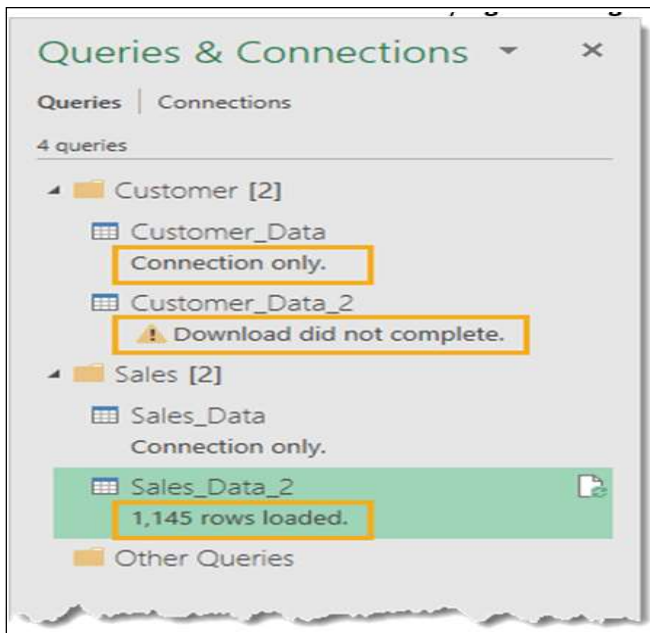 Queries & Connections
Queries | Connections
4 queries
Customer [2]
Customer_Data
Connection only.
Customer_Data_2
Download did not complete.
Sales [2]
Sales_Data
Connection only.
Sales_Data_2
1,145 rows loaded.
Other Queries